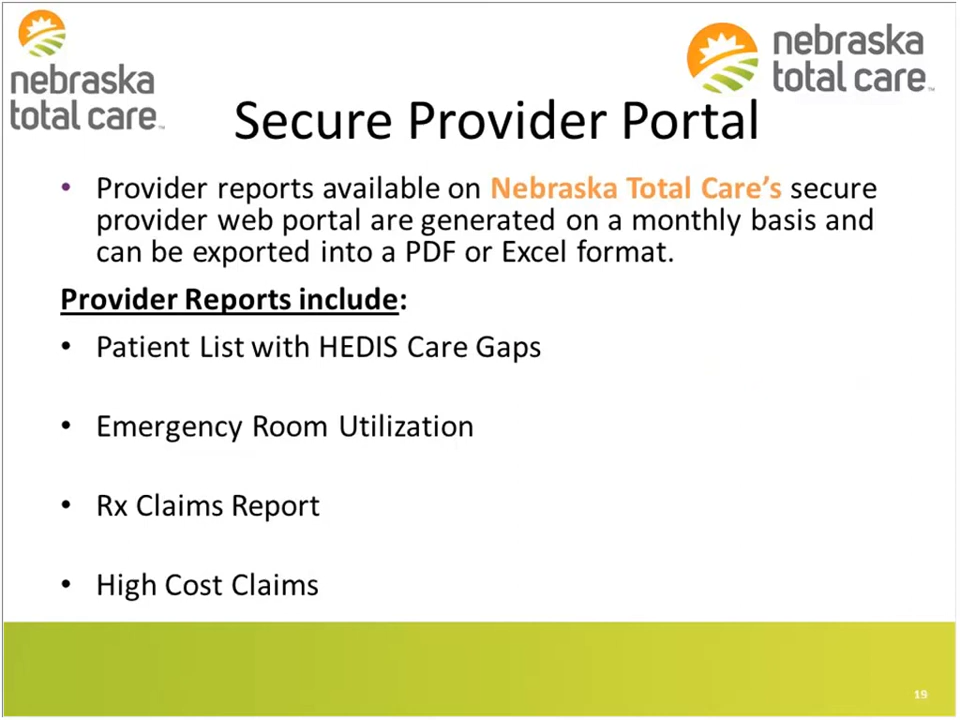 nebraska
total care™
nebraska
total care™
Secure Provider Portal
• Provider reports available on Nebraska Total Care’s secure
provider web portal are generated on a monthly basis and
can be exported into a PDF or Excel format.
Provider Reports include:
• Patient List with HEDIS Care Gaps
• Emergency Room Utilization
• Rx Claims Report
• High Cost Claims
19